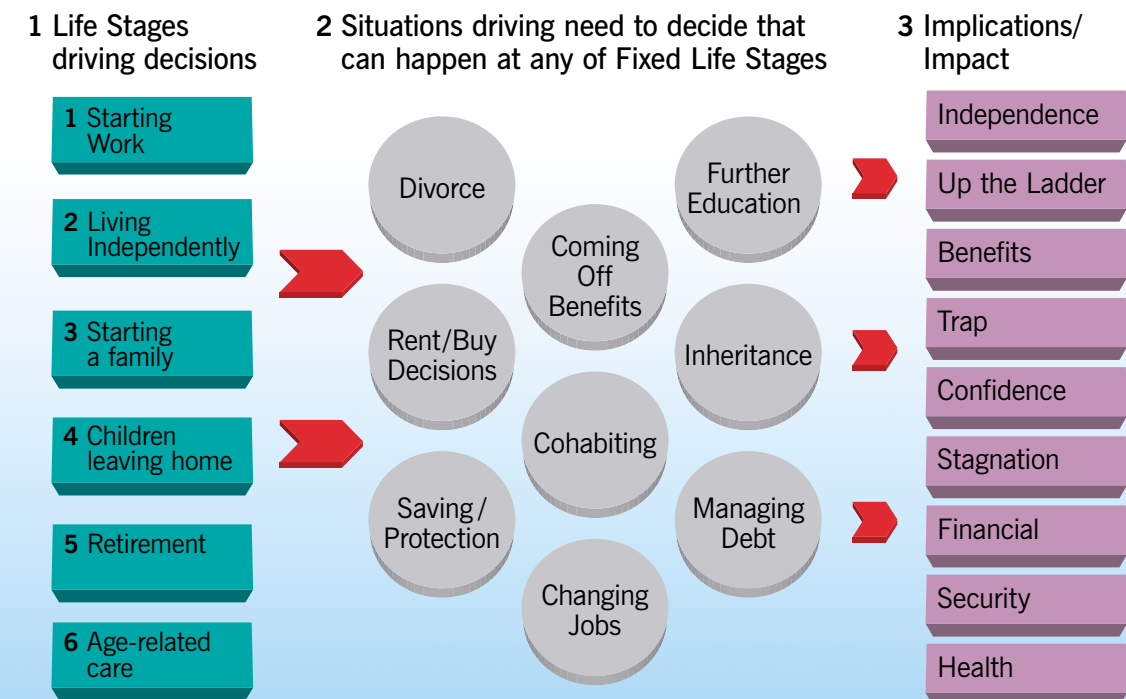 1 Life Stages
driving decisions
1 Starting
Work
2 Living
Independently
3 Starting
a family
4 Children
leaving home
5 Retirement
6 Age-related
care
2 Situations driving need to decide that
can happen at any of Fixed Life Stages
Divorce
Rent/Buy
Decisions
Saving/
Protection
Coming
Off
Benefits
Cohabiting
Changing
Jobs
Further
Education
Inheritance
Managing
Debt
3 Implications/
Impact
Independence
Up the Ladder
Benefits
Trap
Confidence
Stagnation
Financial
Security
Health